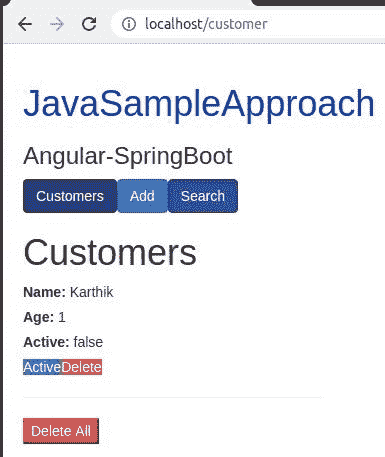 localhost/customer
JavaSampleApproach
Angular-SpringBoot
Customers Add Search
Customers
Name: Karthik
Age: 1
Active: false
ActiveDelete
Delete All